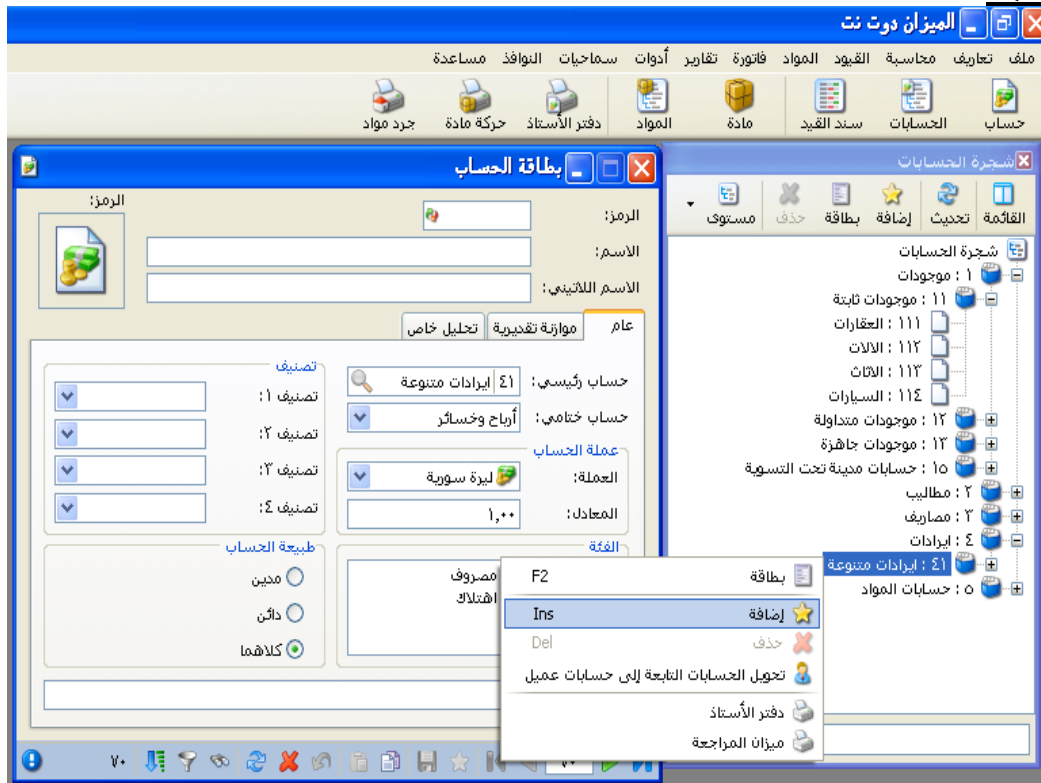 الميزان دوت نت
ملف تعاريف محاسبة القيود المواد فاتورة تقارير أدوات سماحيات النوافذ مساعدة
حساب الحسابات سند القيد مادة المواد دفتر الأستاذ حركة مادة جرد مواد
شجرة الحسابات
القائمة تحديث إضافة بطاقة حذف مستوى
شجرة الحسابات
١ : موجودات
١١ : موجودات ثابتة
١١١ : العقارات
١١٢ : الالات
١١٣ : الاثاث
١١٤ : السيارات
١٢ : موجودات متداولة
١٣ : موجودات جاهزة
١٥ : حسابات مدينة تحت التسوية
٢ : مطاليب
٣ : مصاريف
٤ : ايرادات
٤١ : ايرادات متنوعة
٥ : حسابات المواد
بطاقة الحساب
الرمز:
الرمز:
الاسم:
الاسم اللاتيني:
عام موازنة تقديرية تحليل خاص
حساب رئيسي: ٤١ ايرادات متنوعة
حساب ختامي: أرباح وخسائر
عملة الحساب
العملة: ليرة سورية
المعادل: ١,٠٠
الفئة
مصروف
اهتلاك
تصنيف
تصنيف ١:
تصنيف ٢:
تصنيف ٣:
تصنيف ٤:
طبيعة الحساب
مدين
دائن
كلاهما
بطاقة F2
إضافة Ins
حذف Del
تحويل الحسابات التابعة إلى حسابات عميل
دفتر الأستاذ
ميزان المراجعة
٧٠